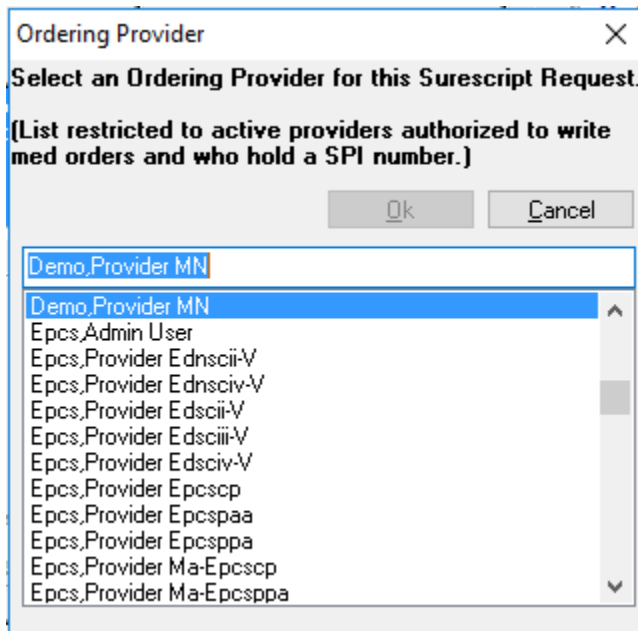 Ordering Provider
Select an Ordering Provider for this Surescript Request.
(List restricted to active providers authorized to write
med orders and who hold a SPI number.)
Ok Cancel
Demo,Provider MN
Demo,Provider MN
Epcs,Admin User
Epcs,Provider Ednscii-V
Epcs,Provider Ednsciv-V
Epcs,Provider Edscii-V
Epcs,Provider Edsciii-V
Epcs,Provider Edsciv-V
Epcs,Provider Epcscp
Epcs,Provider Epcspaa
Epcs,Provider Epcsppa
Epcs,Provider Ma-Epcscp
Epcs,Provider Ma-Epcsppa